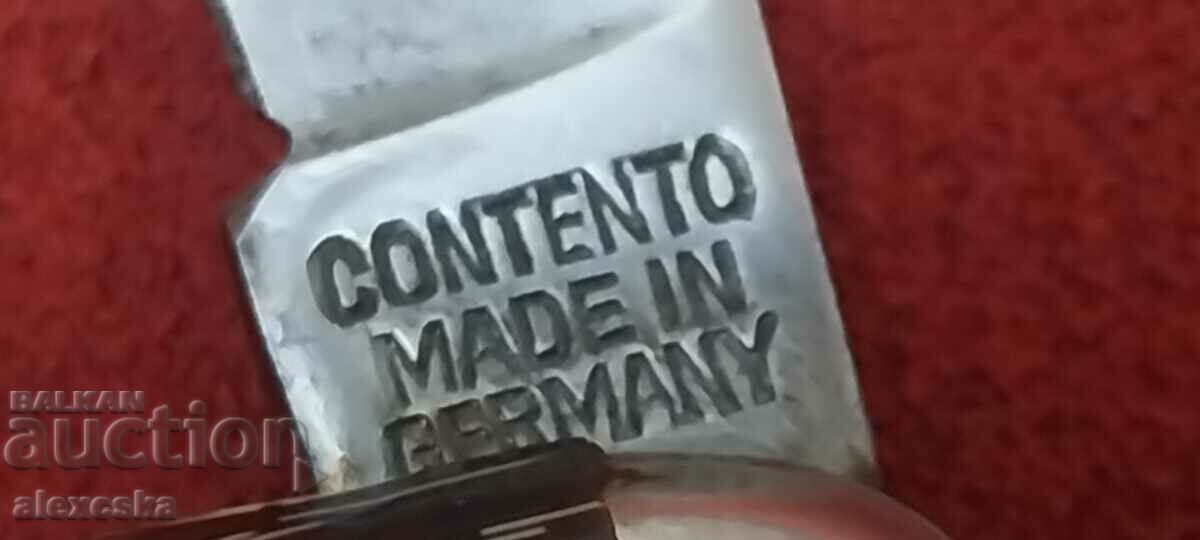 CONTENTO
MADE IN
GERMANY
BALKAN
auction
alexcska